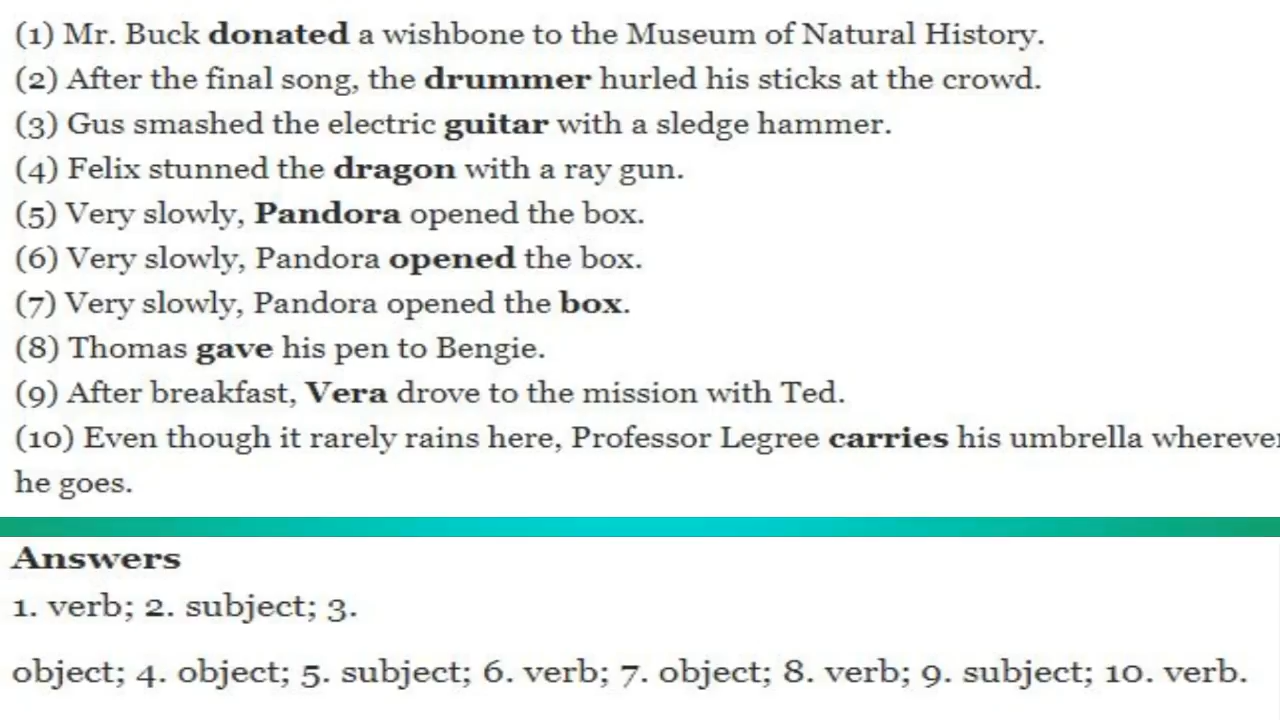 (1) Mr. Buck donated a wishbone to the Museum of Natural History.
(2) After the final song, the drummer hurled his sticks at the crowd.
(3) Gus smashed the electric guitar with a sledge hammer.
(4) Felix stunned the dragon with a ray gun.
(5) Very slowly, Pandora opened the box.
(6) Very slowly, Pandora opened the box.
(7) Very slowly, Pandora opened the box.
(8) Thomas gave his pen to Bengie.
(9) After breakfast, Vera drove to the mission with Ted.
(10) Even though it rarely rains here, Professor Legree carries his umbrella wherever
he goes.
Answers
1. verb; 2. subject; 3.
object; 4. object; 5. subject; 6. verb; 7. object; 8. verb; 9. subject; 10. verb.